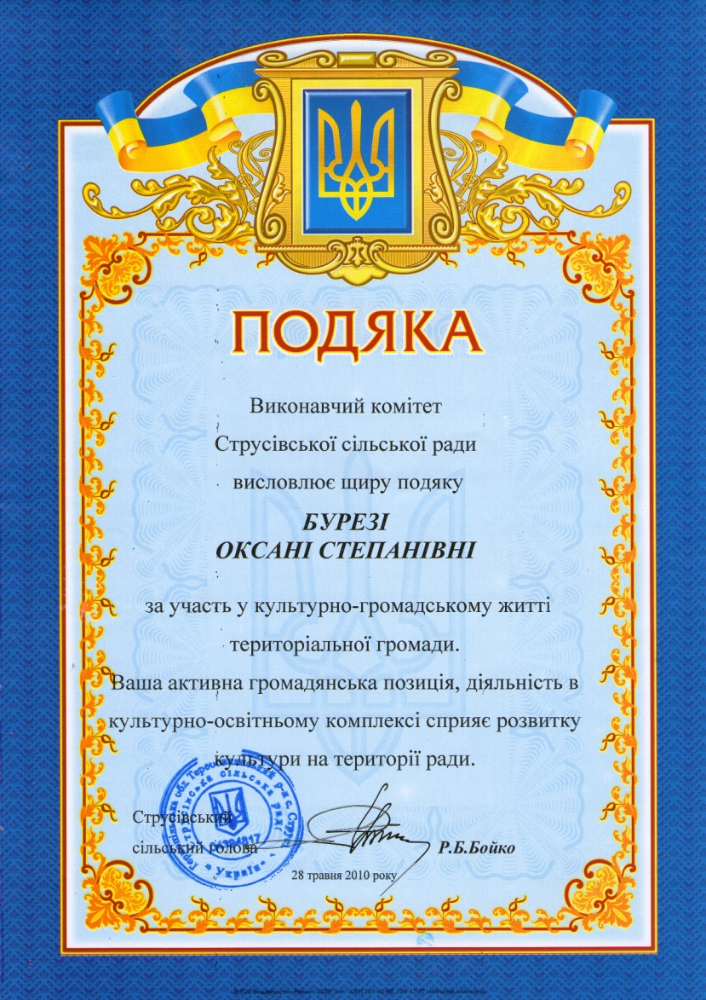 ПОДЯКА
Виконавчий комітет
Струсівської сільської ради
висловлює щиру подяку
БУРЕЗІ
ОКСАНІ СТЕПАНІВНІ
за участь у культурно-громадському житті
територіальної громади.
Ваша активна громадянська позиція, діяльність в
культурно-освітньому комплексі сприяє розвитку
культури на території ради.
Струсівський
сільський голова
Р.Б.Бойко
28 травня 2010 року
Україна